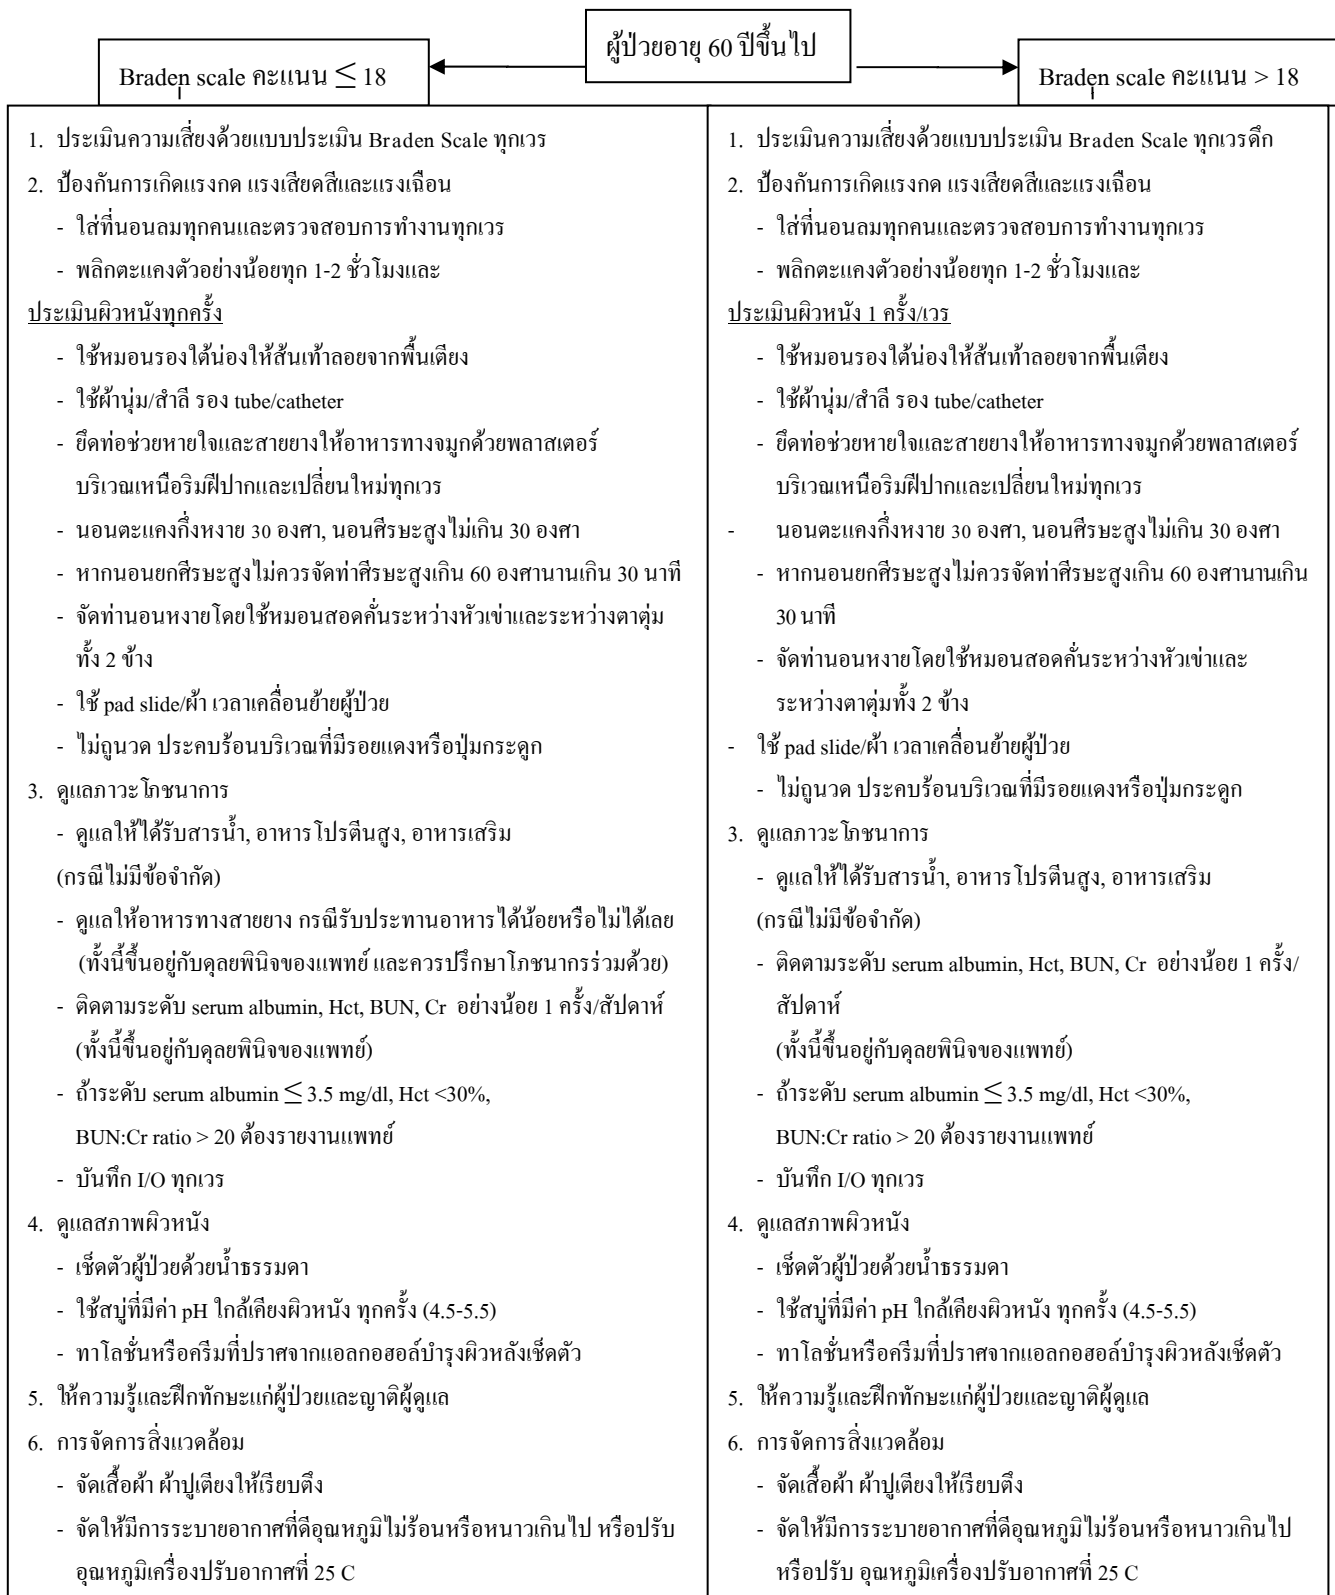 ผู้ป่วยอายุ 60 ปีขึ้นไป
Braden scale คะแนน ≤ 18
Braden scale คะแนน > 18
1. ประเมินความเสี่ยงด้วยแบบประเมิน Braden Scale ทุกเวร
2. ป้องกันการเกิดแรงกด แรงเสียดสีและแรงเฉือน
- ใส่ที่นอนลมทุกคนและตรวจสอบการทำงานทุกเวร
- พลิกตะแคงตัวอย่างน้อยทุก 1-2 ชั่วโมงและ
ประเมินผิวหนังทุกครั้ง
- ใช้หมอนรองใต้น่องให้ส้นเท้าลอยจากพื้นเตียง
- ใช้ผ้านุ่ม/สำลี รอง tube/catheter
- ยึดท่อช่วยหายใจและสายยางให้อาหารทางจมูกด้วยพลาสเตอร์
บริเวณเหนือริมฝีปากและเปลี่ยนใหม่ทุกเวร
- นอนตะแคงกึ่งหงาย 30 องศา, นอนศีรษะสูงไม่เกิน 30 องศา
- หากนอนยกศีรษะสูงไม่ควรจัดท่าศีรษะสูงเกิน 60 องศานานเกิน 30 นาที
- จัดท่านอนหงายโดยใช้หมอนสอดคั่นระหว่างหัวเข่าและระหว่างตาตุ่ม
ทั้ง 2 ข้าง
- ใช้ pad slide/ผ้า เวลาเคลื่อนย้ายผู้ป่วย
- ไม่ถูนวด ประคบร้อนบริเวณที่มีรอยแดงหรือปุ่มกระดูก
3. ดูแลภาวะโภชนาการ
- ดูแลให้ได้รับสารน้ำ, อาหารโปรตีนสูง, อาหารเสริม
(กรณีไม่มีข้อจำกัด)
- ดูแลให้อาหารทางสายยาง กรณีรับประทานอาหารได้น้อยหรือไม่ได้เลย
(ทั้งนี้ขึ้นอยู่กับดุลยพินิจของแพทย์ และควรปรึกษาโภชนากรร่วมด้วย)
- ติดตามระดับ serum albumin, Hct, BUN, Cr อย่างน้อย 1 ครั้ง/สัปดาห์
(ทั้งนี้ขึ้นอยู่กับดุลยพินิจของแพทย์)
- ถ้าระดับ serum albumin ≤ 3.5 mg/dl, Hct <30%,
BUN:Cr ratio > 20 ต้องรายงานแพทย์
- บันทึก I/O ทุกเวร
4. ดูแลสภาพผิวหนัง
- เช็ดตัวผู้ป่วยด้วยน้ำธรรมดา
- ใช้สบู่ที่มีค่า pH ใกล้เคียงผิวหนัง ทุกครั้ง (4.5-5.5)
- ทาโลชั่นหรือครีมที่ปราศจากแอลกอฮอล์บำรุงผิวหลังเช็ดตัว
5. ให้ความรู้และฝึกทักษะแก่ผู้ป่วยและญาติผู้ดูแล
6. การจัดการสิ่งแวดล้อม
- จัดเสื้อผ้า ผ้าปูเตียงให้เรียบตึง
- จัดให้มีการระบายอากาศที่ดีอุณหภูมิไม่ร้อนหรือหนาวเกินไป หรือปรับ
อุณหภูมิเครื่องปรับอากาศที่ 25 C
1. ประเมินความเสี่ยงด้วยแบบประเมิน Braden Scale ทุกเวรดึก
2. ป้องกันการเกิดแรงกด แรงเสียดสีและแรงเฉือน
- ใส่ที่นอนลมทุกคนและตรวจสอบการทำงานทุกเวร
- พลิกตะแคงตัวอย่างน้อยทุก 1-2 ชั่วโมงและ
ประเมินผิวหนัง 1 ครั้ง/เวร
- ใช้หมอนรองใต้น่องให้ส้นเท้าลอยจากพื้นเตียง
- ใช้ผ้านุ่ม/สำลี รอง tube/catheter
- ยึดท่อช่วยหายใจและสายยางให้อาหารทางจมูกด้วยพลาสเตอร์
บริเวณเหนือริมฝีปากและเปลี่ยนใหม่ทุกเวร
- นอนตะแคงกึ่งหงาย 30 องศา, นอนศีรษะสูงไม่เกิน 30 องศา
- หากนอนยกศีรษะสูงไม่ควรจัดท่าศีรษะสูงเกิน 60 องศานานเกิน
30 นาที
- จัดท่านอนหงายโดยใช้หมอนสอดคั่นระหว่างหัวเข่าและ
ระหว่างตาตุ่มทั้ง 2 ข้าง
- ใช้ pad slide/ผ้า เวลาเคลื่อนย้ายผู้ป่วย
- ไม่ถูนวด ประคบร้อนบริเวณที่มีรอยแดงหรือปุ่มกระดูก
3. ดูแลภาวะโภชนาการ
- ดูแลให้ได้รับสารน้ำ, อาหารโปรตีนสูง, อาหารเสริม
(กรณีไม่มีข้อจำกัด)
- ติดตามระดับ serum albumin, Hct, BUN, Cr อย่างน้อย 1 ครั้ง/
สัปดาห์
(ทั้งนี้ขึ้นอยู่กับดุลยพินิจของแพทย์)
- ถ้าระดับ serum albumin ≤ 3.5 mg/dl, Hct <30%,
BUN:Cr ratio > 20 ต้องรายงานแพทย์
- บันทึก I/O ทุกเวร
4. ดูแลสภาพผิวหนัง
- เช็ดตัวผู้ป่วยด้วยน้ำธรรมดา
- ใช้สบู่ที่มีค่า pH ใกล้เคียงผิวหนัง ทุกครั้ง (4.5-5.5)
- ทาโลชั่นหรือครีมที่ปราศจากแอลกอฮอล์บำรุงผิวหลังเช็ดตัว
5. ให้ความรู้และฝึกทักษะแก่ผู้ป่วยและญาติผู้ดูแล
6. การจัดการสิ่งแวดล้อม
- จัดเสื้อผ้า ผ้าปูเตียงให้เรียบตึง
- จัดให้มีการระบายอากาศที่ดีอุณหภูมิไม่ร้อนหรือหนาวเกินไป
หรือปรับ อุณหภูมิเครื่องปรับอากาศที่ 25 C